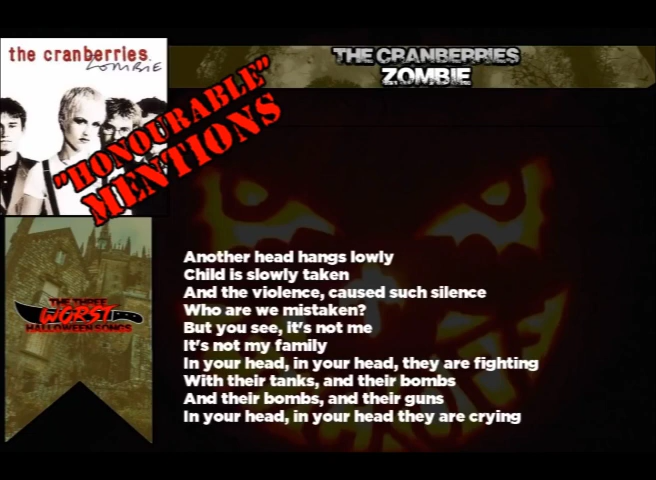 the cranberries.
ZOMBIE
"HONOURABLE"
MENTIONS
THE CRANBERRIES
ZOMBIE
THE THREE
WORST
HALLOWEEN SONGS
Another head hangs lowly
Child is slowly taken
And the violence, caused such silence
Who are we mistaken?
But you see, it's not me
It's not my family
In your head, in your head, they are fighting
With their tanks, and their bombs
And their bombs, and their guns
In your head, in your head they are crying